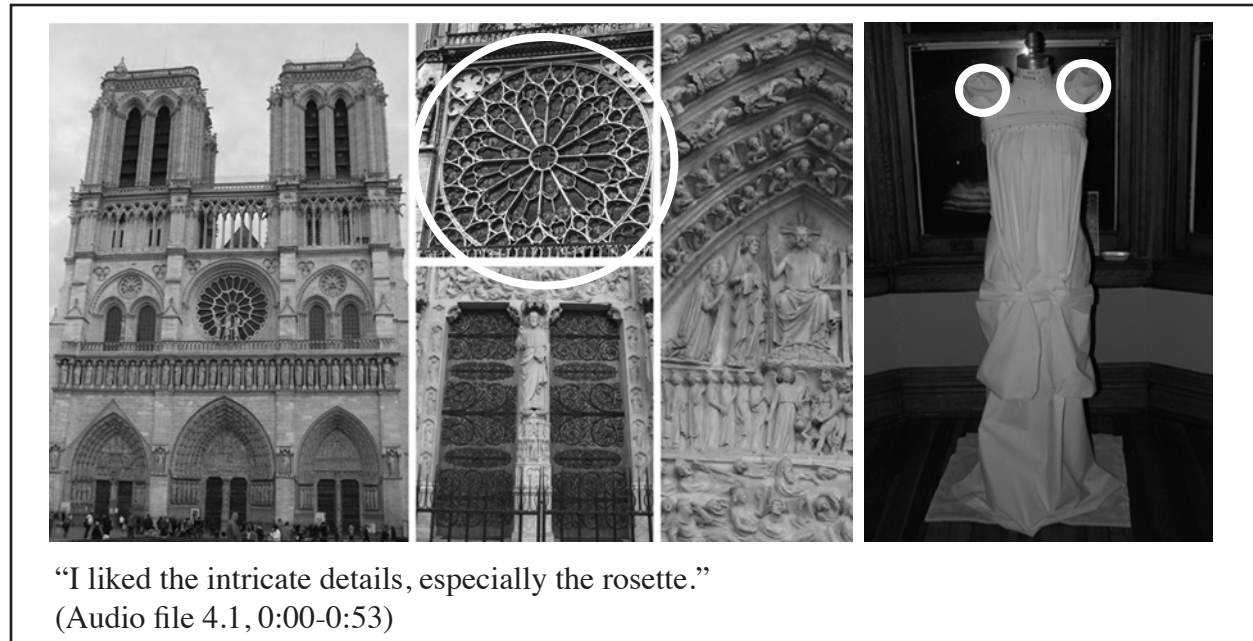 “I liked the intricate details, especially the rosette.”
(Audio file 4.1, 0:00-0:53)